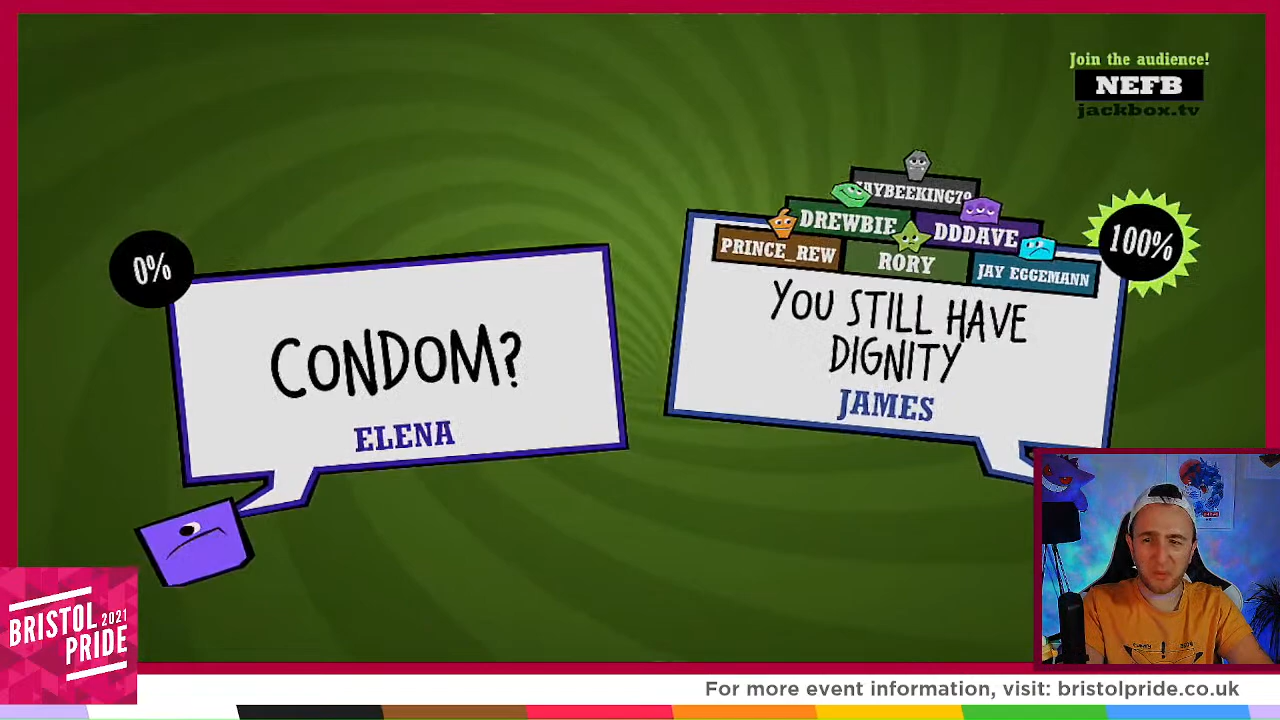 Join the audience!
NEFB
jackbox.tv
0%
CONDOM?
ELENA
JAYBEEKING79
DREWBIE
DDDAVE
PRINCE_REW
RORY
JAY EGGEMANN
100%
YOU STILL HAVE
DIGNITY
JAMES
BRISTOL 2021
PRIDE
For more event information, visit: bristolpride.co.uk